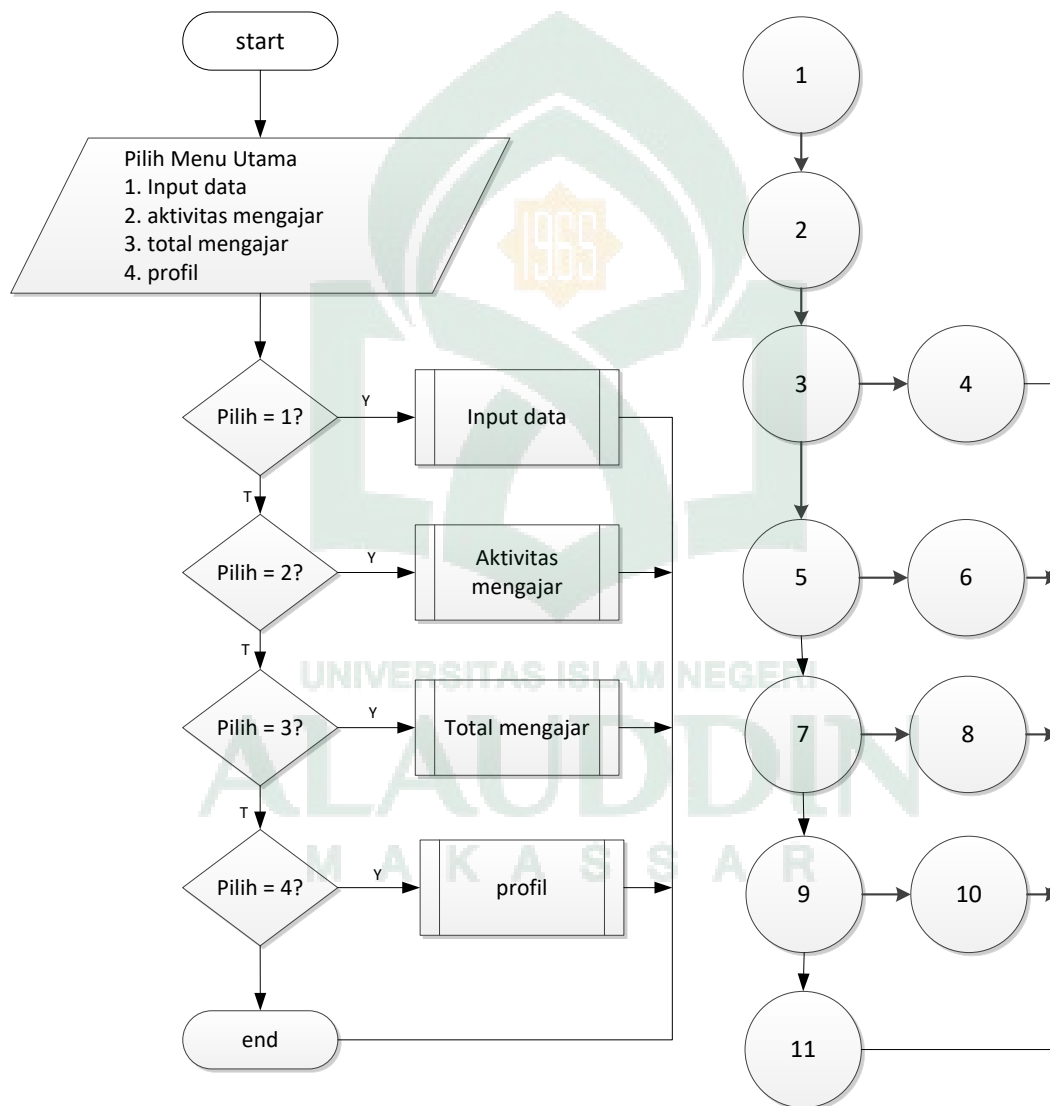 start
Pilih Menu Utama
1. Input data
2. aktivitas mengajar
3. total mengajar
4. profil
Pilih = 1?
Y
Input data
T
Pilih = 2?
Y
Aktivitas
mengajar
T
Pilih = 3?
Y
Total mengajar
T
Pilih = 4?
Y
profil
end
1
2
3
4
5
6
7
8
9
10
11
1965
UNIVERSITAS ISLAM NEGERI
ALAUDDIN
MAKASSAR